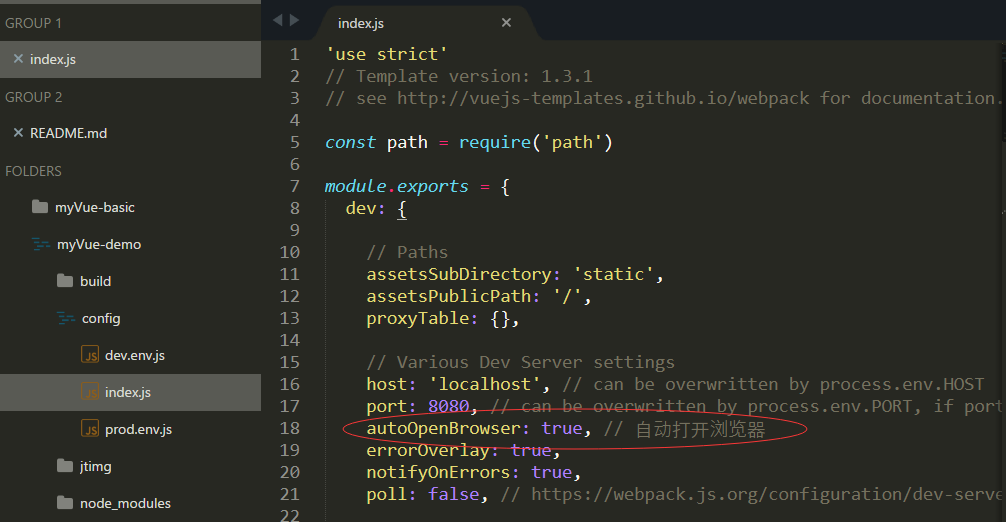 GROUP 1
index.js
GROUP 2
README.md
FOLDERS
myVue-basic
myVue-demo
build
config
JS dev.env.js
JS index.js
JS prod.env.js
jtimg
node_modules
index.js
1 'use strict'
2 // Template version: 1.3.1
3 // see http://vuejs-templates.github.io/webpack for documentation.
4
5 const path = require('path')
6
7 module.exports = {
8 dev: {
9
10 // Paths
11 assetsSubDirectory: 'static',
12 assetsPublicPath: '/',
13 proxyTable: {},
14
15 // Various Dev Server settings
16 host: 'localhost', // can be overwritten by process.env.HOST
17 port: 8080, // can be overwritten by process.env.PORT, if port
18 autoOpenBrowser: true, // 自动打开浏览器
19 errorOverlay: true,
20 notifyOnErrors: true,
21 poll: false, // https://webpack.js.org/configuration/dev-serve
22